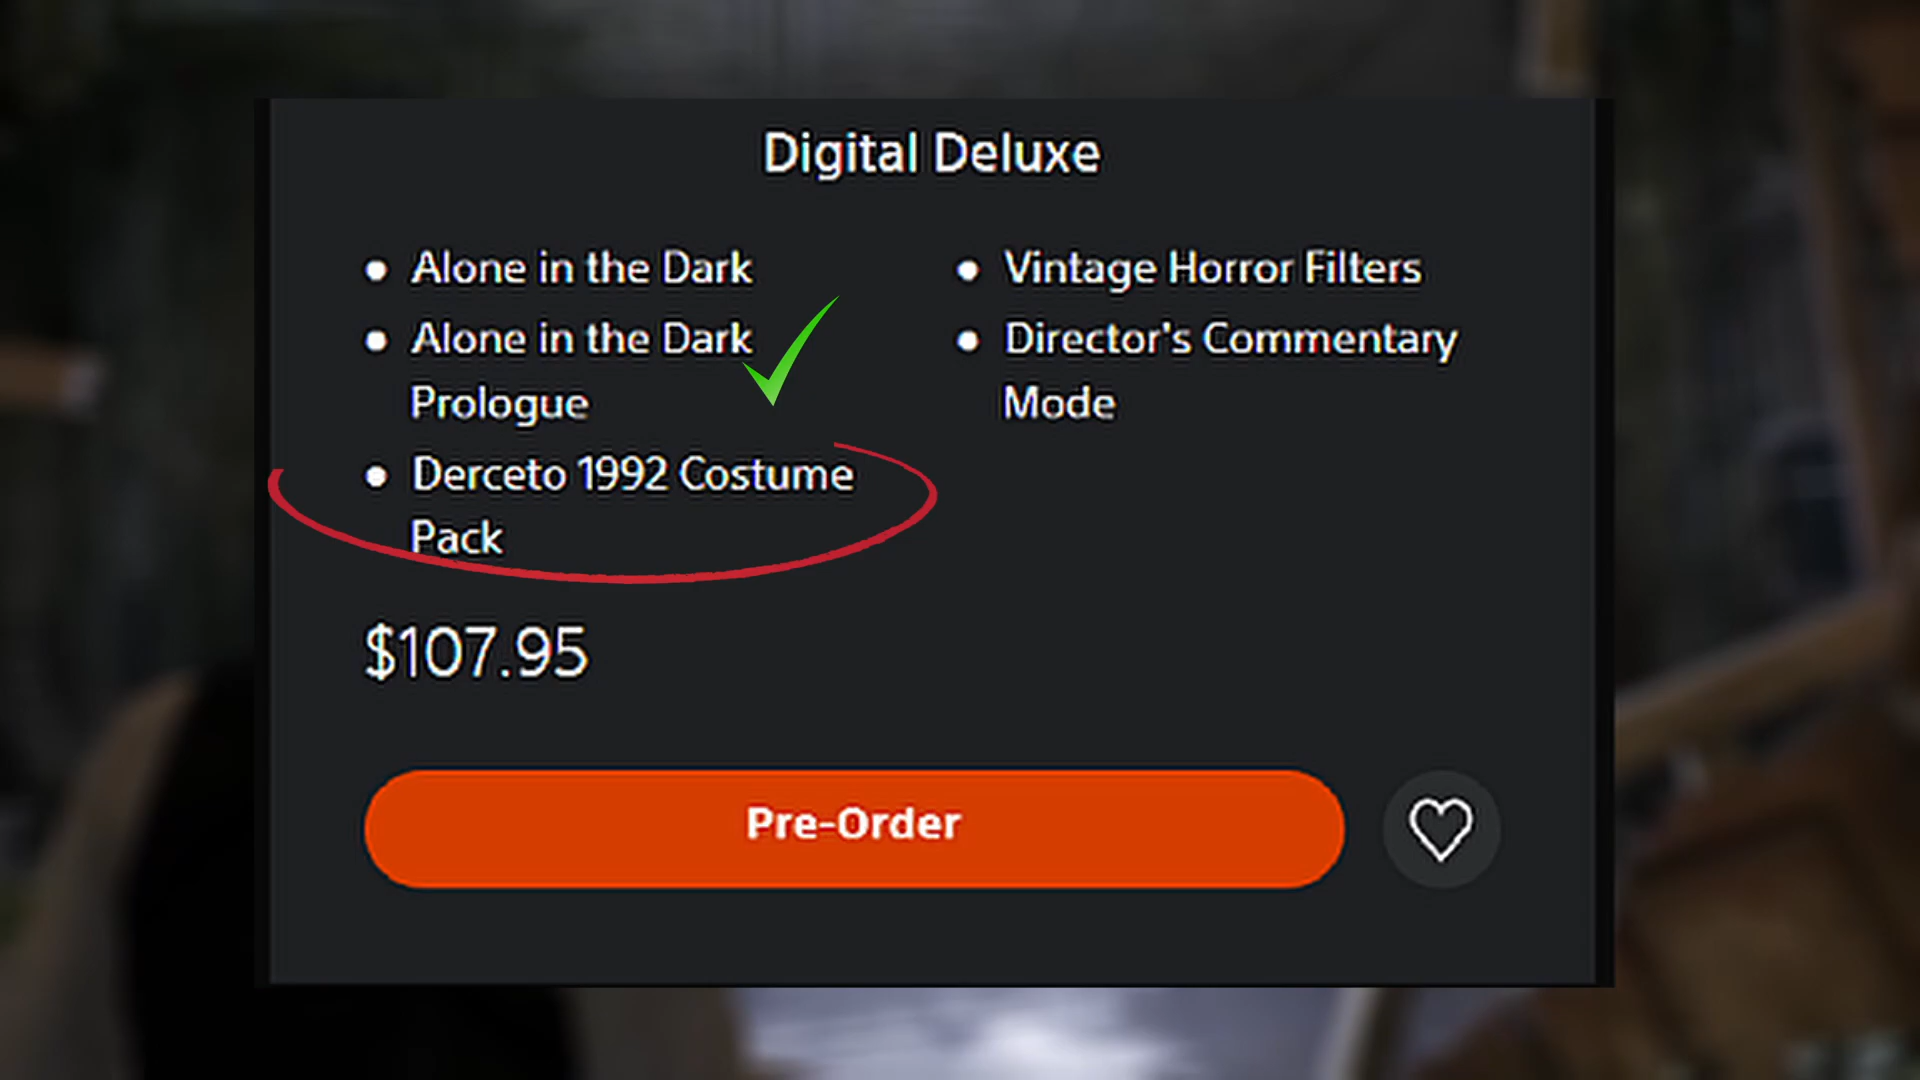 Digital Deluxe
Alone in the Dark
Alone in the Dark
Prologue
Derceto 1992 Costume
Pack
Vintage Horror Filters
Director's Commentary
Mode
$107.95
Pre-Order